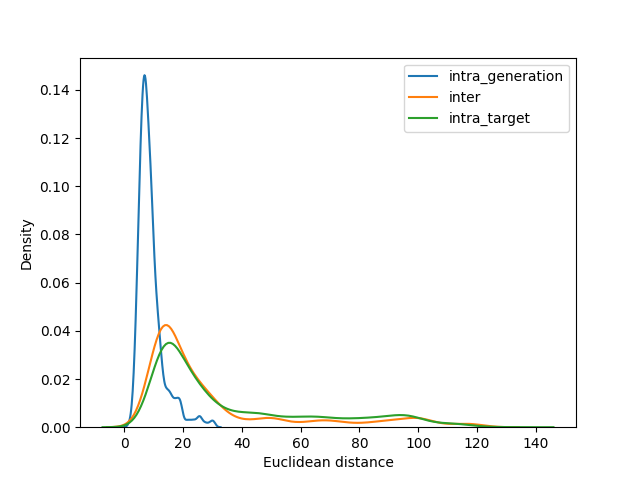 intra_generation
inter
intra_target
Density
0.14
0.12
0.10
0.08
0.06
0.04
0.02
0.00
0 20 40 60 80 100 120 140
Euclidean distance